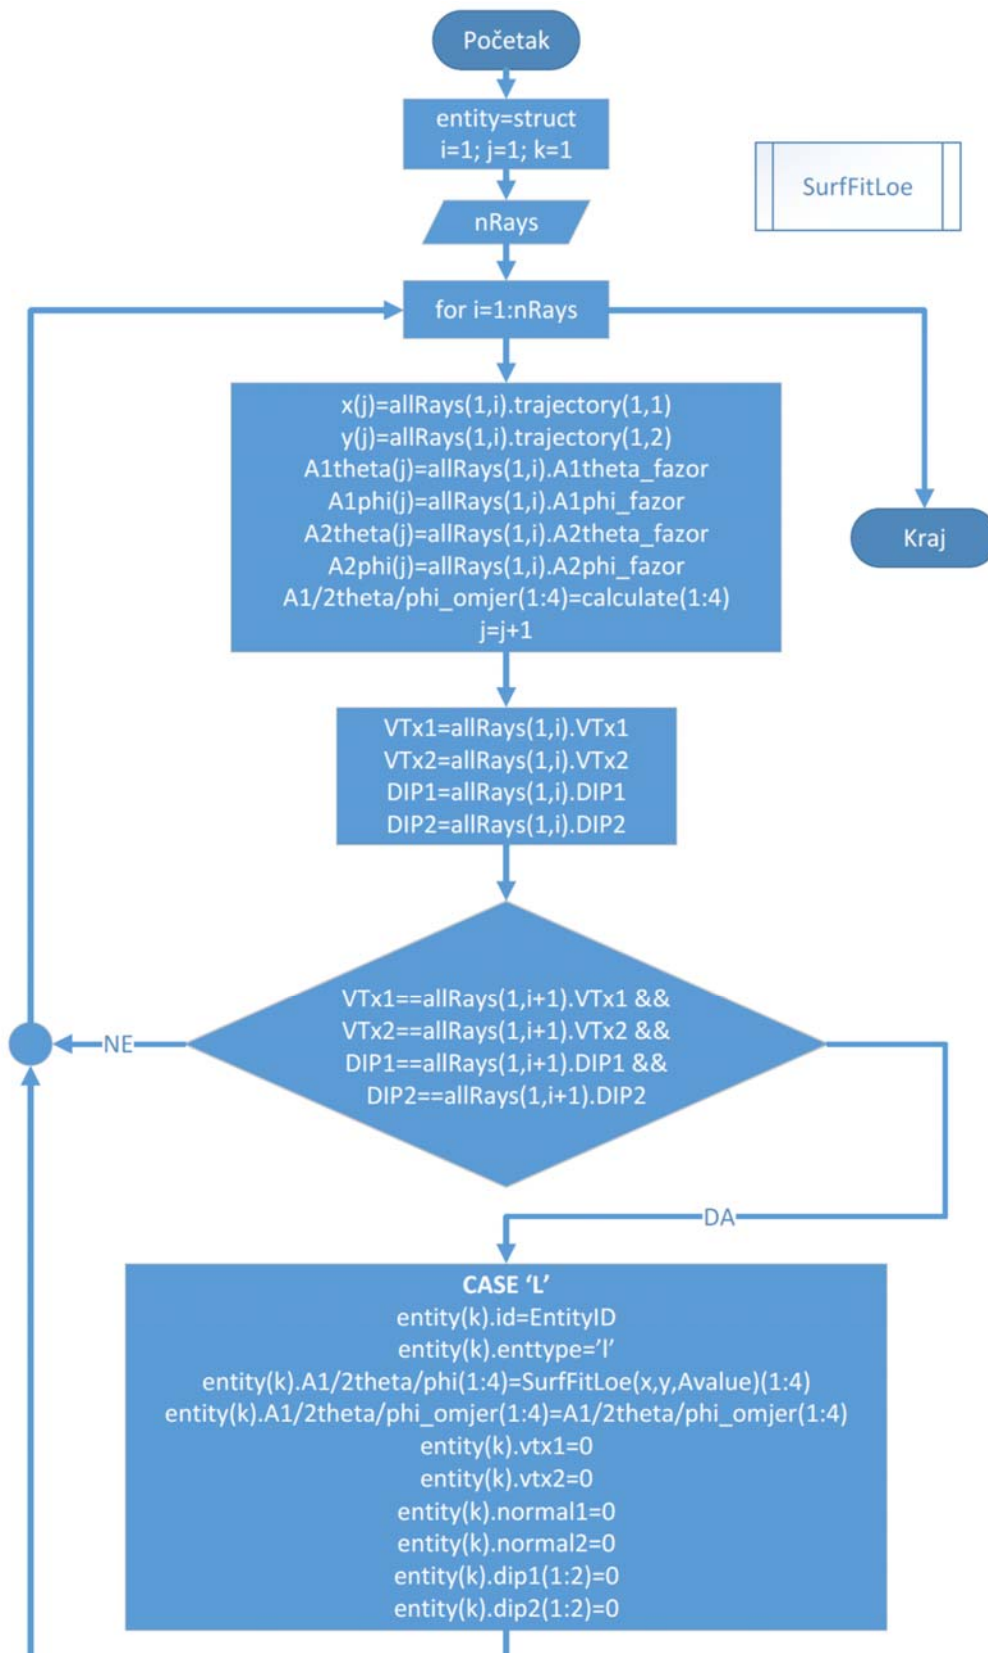 Početak
entity=struct
i=1; j=1; k=1
SurfFitLoe
nRays
for i=1:nRays
x(j)=allRays(1,i).trajectory(1,1)
y(j)=allRays(1,i).trajectory(1,2)
A1theta(j)=allRays(1,i).A1theta_fazor
A1phi(j)=allRays(1,i).A1phi_fazor
A2theta(j)=allRays(1,i).A2theta_fazor
A2phi(j)=allRays(1,i).A2phi_fazor
A1/2theta/phi_omjer(1:4)=calculate(1:4)
j=j+1
Kraj
VTx1=allRays(1,i).VTx1
VTx2=allRays(1,i).VTx2
DIP1=allRays(1,i).DIP1
DIP2=allRays(1,i).DIP2
VTx1==allRays(1,i+1).VTx1 &&
VTx2==allRays(1,i+1).VTx2 &&
DIP1==allRays(1,i+1).DIP1 &&
DIP2==allRays(1,i+1).DIP2
NE
DA
CASE ‘L’
entity(k).id=EntityID
entity(k).enttype=’l’
entity(k).A1/2theta/phi(1:4)=SurfFitLoe(x,y,Avalue)(1:4)
entity(k).A1/2theta/phi_omjer(1:4)=A1/2theta/phi_omjer(1:4)
entity(k).vtx1=0
entity(k).vtx2=0
entity(k).normal1=0
entity(k).normal2=0
entity(k).dip1(1:2)=0
entity(k).dip2(1:2)=0